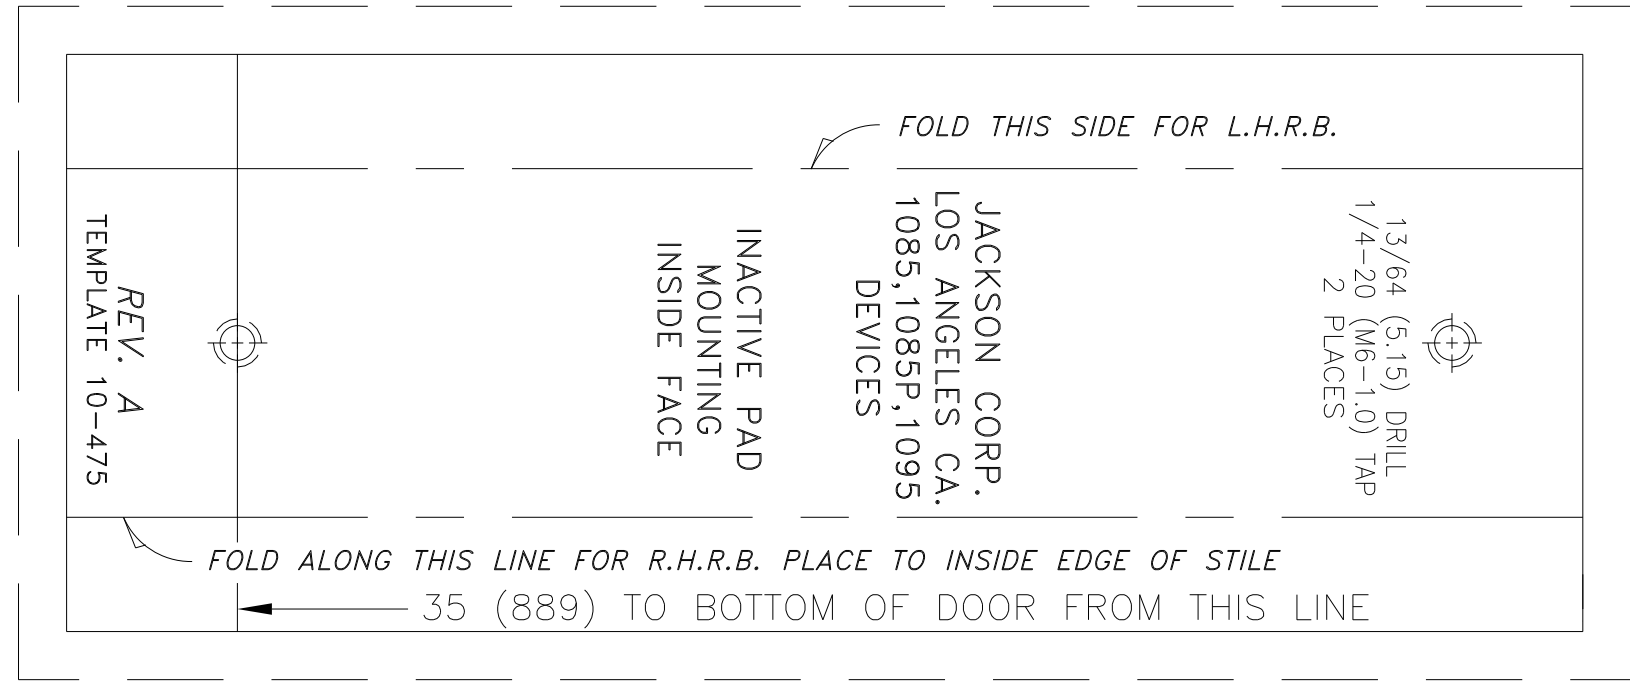 FOLD THIS SIDE FOR L.H.R.B.
13/64 (5.15) DRILL
1/4-20 (M6-1.0) TAP
2 PLACES
JACKSON CORP.
LOS ANGELES CA.
1085,1085P,1095
DEVICES
INACTIVE PAD
MOUNTING
INSIDE FACE
REV. A
TEMPLATE 10-475
FOLD ALONG THIS LINE FOR R.H.R.B. PLACE TO INSIDE EDGE OF STILE
35 (889) TO BOTTOM OF DOOR FROM THIS LINE